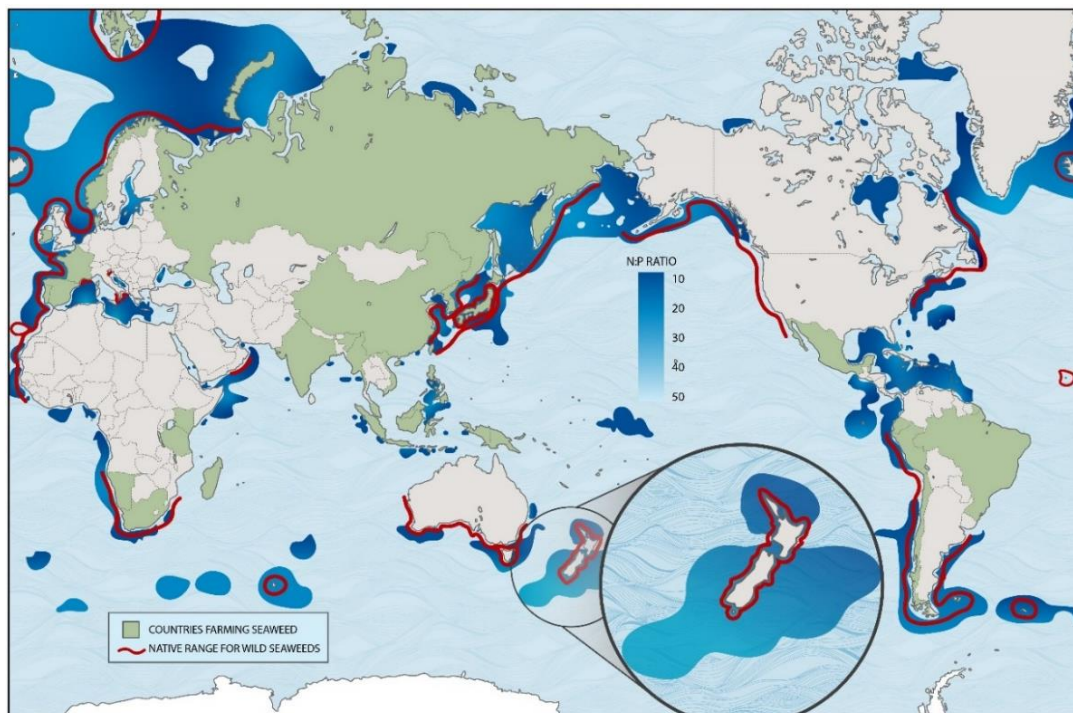 N:P RATIO
10
20
30
40
50
COUNTRIES FARMING SEAWEED
NATIVE RANGE FOR WILD SEAWEEDS